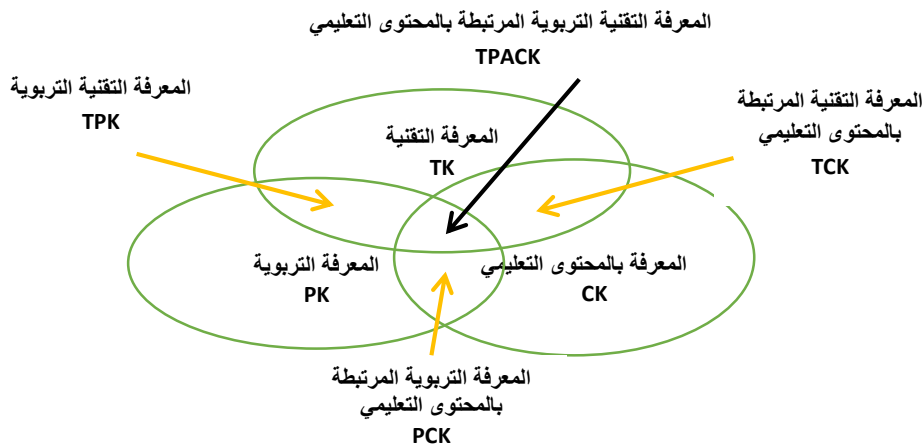 المعرفة التقنية التربوية المرتبطة بالمحتوى التعليمي
TPACK
المعرفة التقنية المرتبطة
بالمحتوى التعليمي
TCK
المعرفة التقنية التربوية
TPK
المعرفة التقنية
TK
المعرفة بالمحتوى التعليمي
CK
المعرفة التربوية
PK
المعرفة التربوية المرتبطة
بالمحتوى التعليمي
PCK